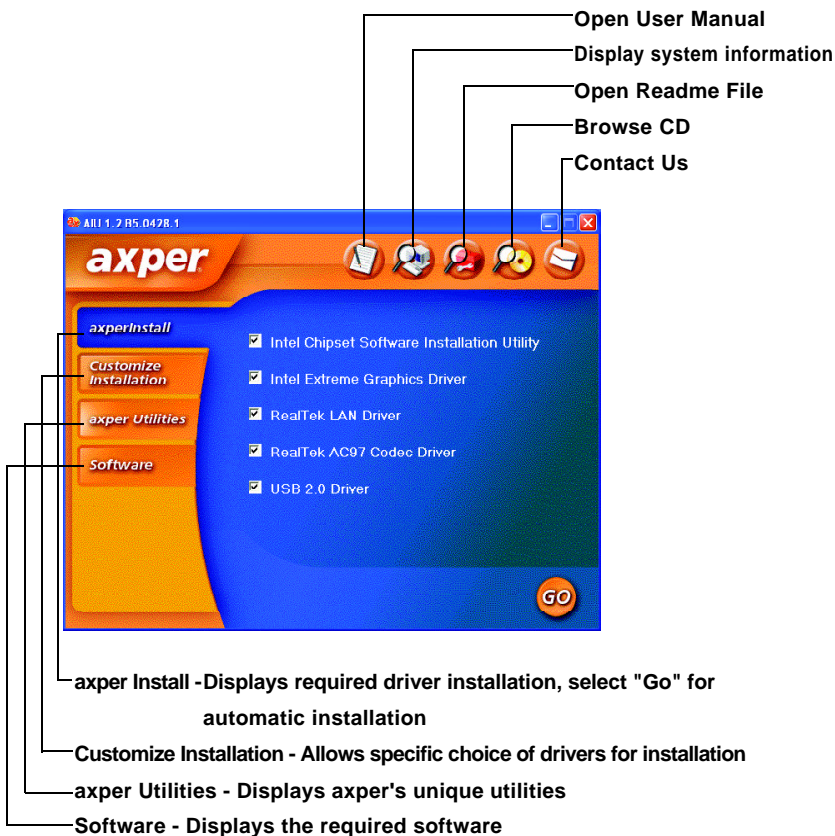 Open User Manual
Display system information
Open Readme File
Browse CD
Contact Us
AIU 1.2 B5.0428.1
axper
axperInstall
Customize
Installation
axper Utilities
Software
Intel Chipset Software Installation Utility
Intel Extreme Graphics Driver
RealTek LAN Driver
RealTek AC97 Codec Driver
USB 2.0 Driver
GO
axper Install -Displays required driver installation, select "Go" for
automatic installation
Customize Installation - Allows specific choice of drivers for installation
axper Utilities - Displays axper's unique utilities
Software - Displays the required software